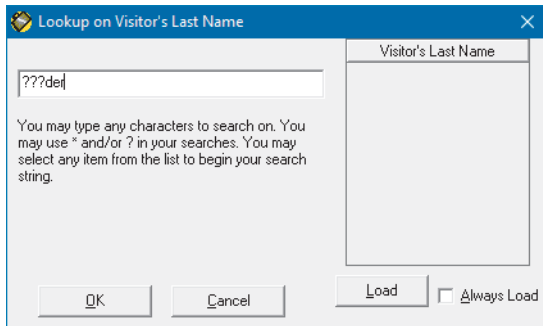 Lookup on Visitor's Last Name
Visitor's Last Name
???der
You may type any characters to search on. You
may use * and/or ? in your searches. You may
select any item from the list to begin your search
string.
OK
Cancel
Load
Always Load